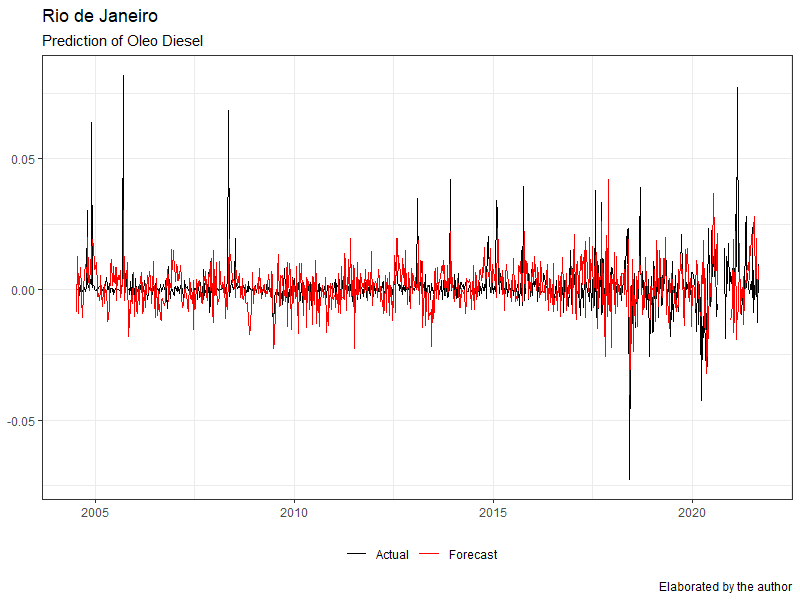 Rio de Janeiro
Prediction of Oleo Diesel
0.05
0.00
-0.05
2005 2010 2015 2020
Actual Forecast
Elaborated by the author